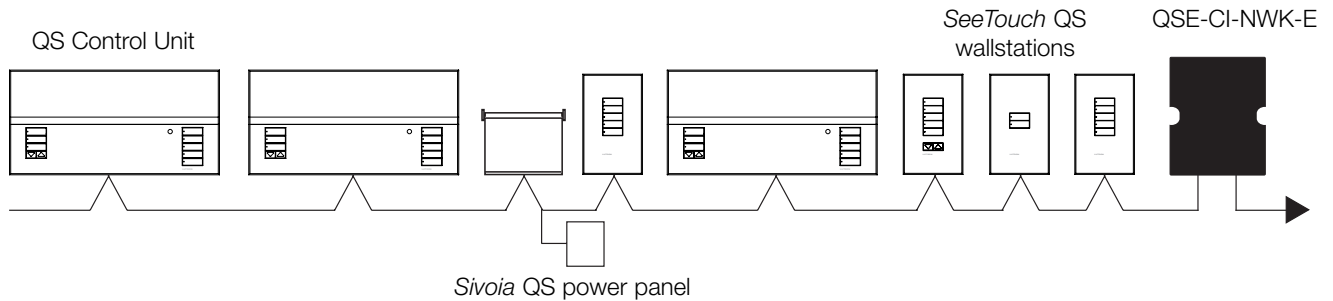 QS Control Unit
SeeTouch QS
wallstations
QSE-CI-NWK-E
Sivoia QS power panel